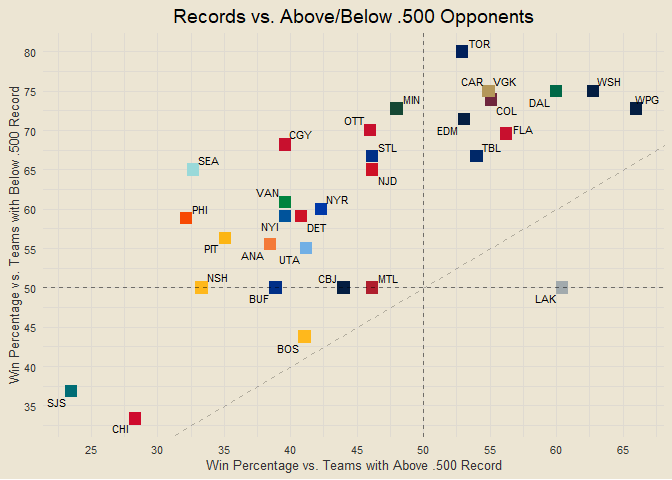 Records vs. Above/Below .500 Opponents
Win Percentage vs. Teams with Below .500 Record
80
75
70
65
60
55
50
45
40
35
TOR
CAR VGK
WSH
MIN
DAL
WPG
COL
OTT
EDM
FLA
CGY
STL
TBL
SEA
NJD
VAN
NYR
PHI
NYI
DET
PIT
ANA
UTA
NSH
CBJ
MTL
BUF
LAK
BOS
SJS
CHI
25
30
35
40
45
50
55
60
65
Win Percentage vs. Teams with Above .500 Record